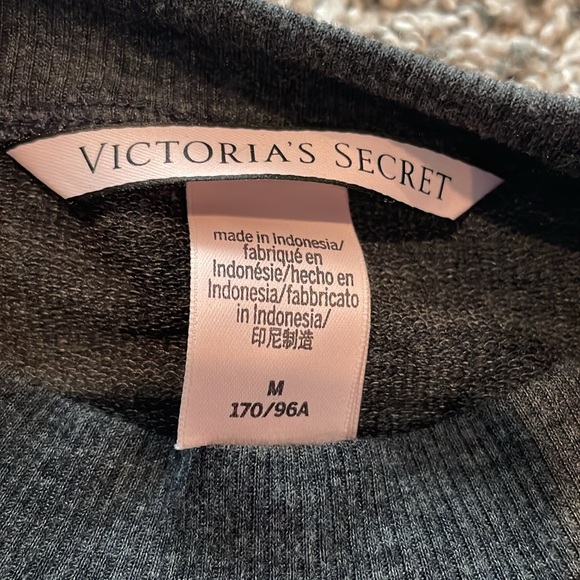 VICTORIA'S SECRET
made in Indonesia/
fabriqué en
Indonésie/hecho en
Indonesia/fabbricato
in Indonesia/
印尼制造
M
170/96A